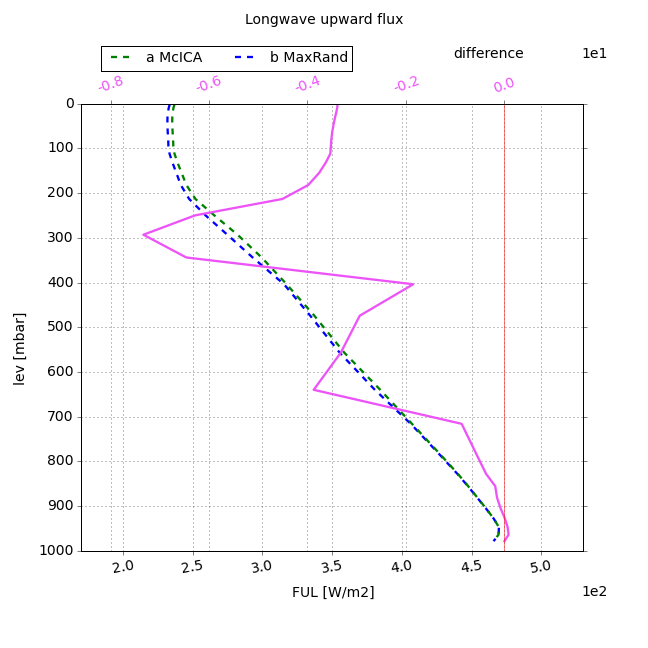 Longwave upward flux
a McICA b MaxRand difference 1e1
-0.8 -0.6 -0.4 -0.2 0.0
0
100
200
300
400
500
600
700
800
900
1000
lev [mbar]
2.0 2.5 3.0 3.5 4.0 4.5 5.0
FUL [W/m2] 1e2